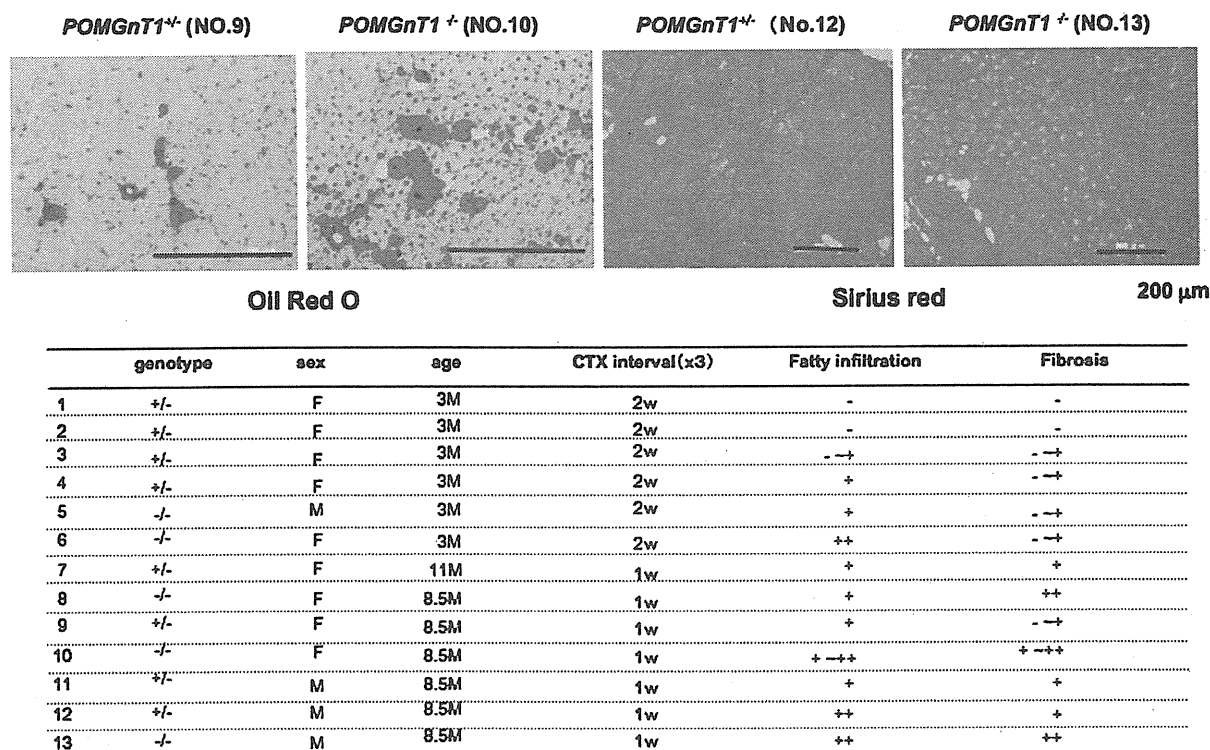 POMGnT1+/- (NO.9) POMGnT1 -/- (NO.10) POMGnT1+/- (No.12) POMGnT1 -/- (NO.13)
Oil Red O Sirius red 200 µm
genotype sex age CTX interval(x3) Fatty infiltration Fibrosis
1 +/- F 3M 2w - -
2 +/- F 3M 2w - -
3 +/- F 3M 2w - ~+ - ~+
4 +/- F 3M 2w + - ~+
5 -/- M 3M 2w + - ~+
6 -/- F 3M 2w ++ - ~+
7 +/- F 11M 1w + +
8 -/- F 8.5M 1w + ++
9 +/- F 8.5M 1w + - ~+
10 -/- F 8.5M 1w + ~++ + ~++
11 +/- M 8.5M 1w + +
12 +/- M 8.5M 1w ++ +
13 -/- M 8.5M 1w ++ ++